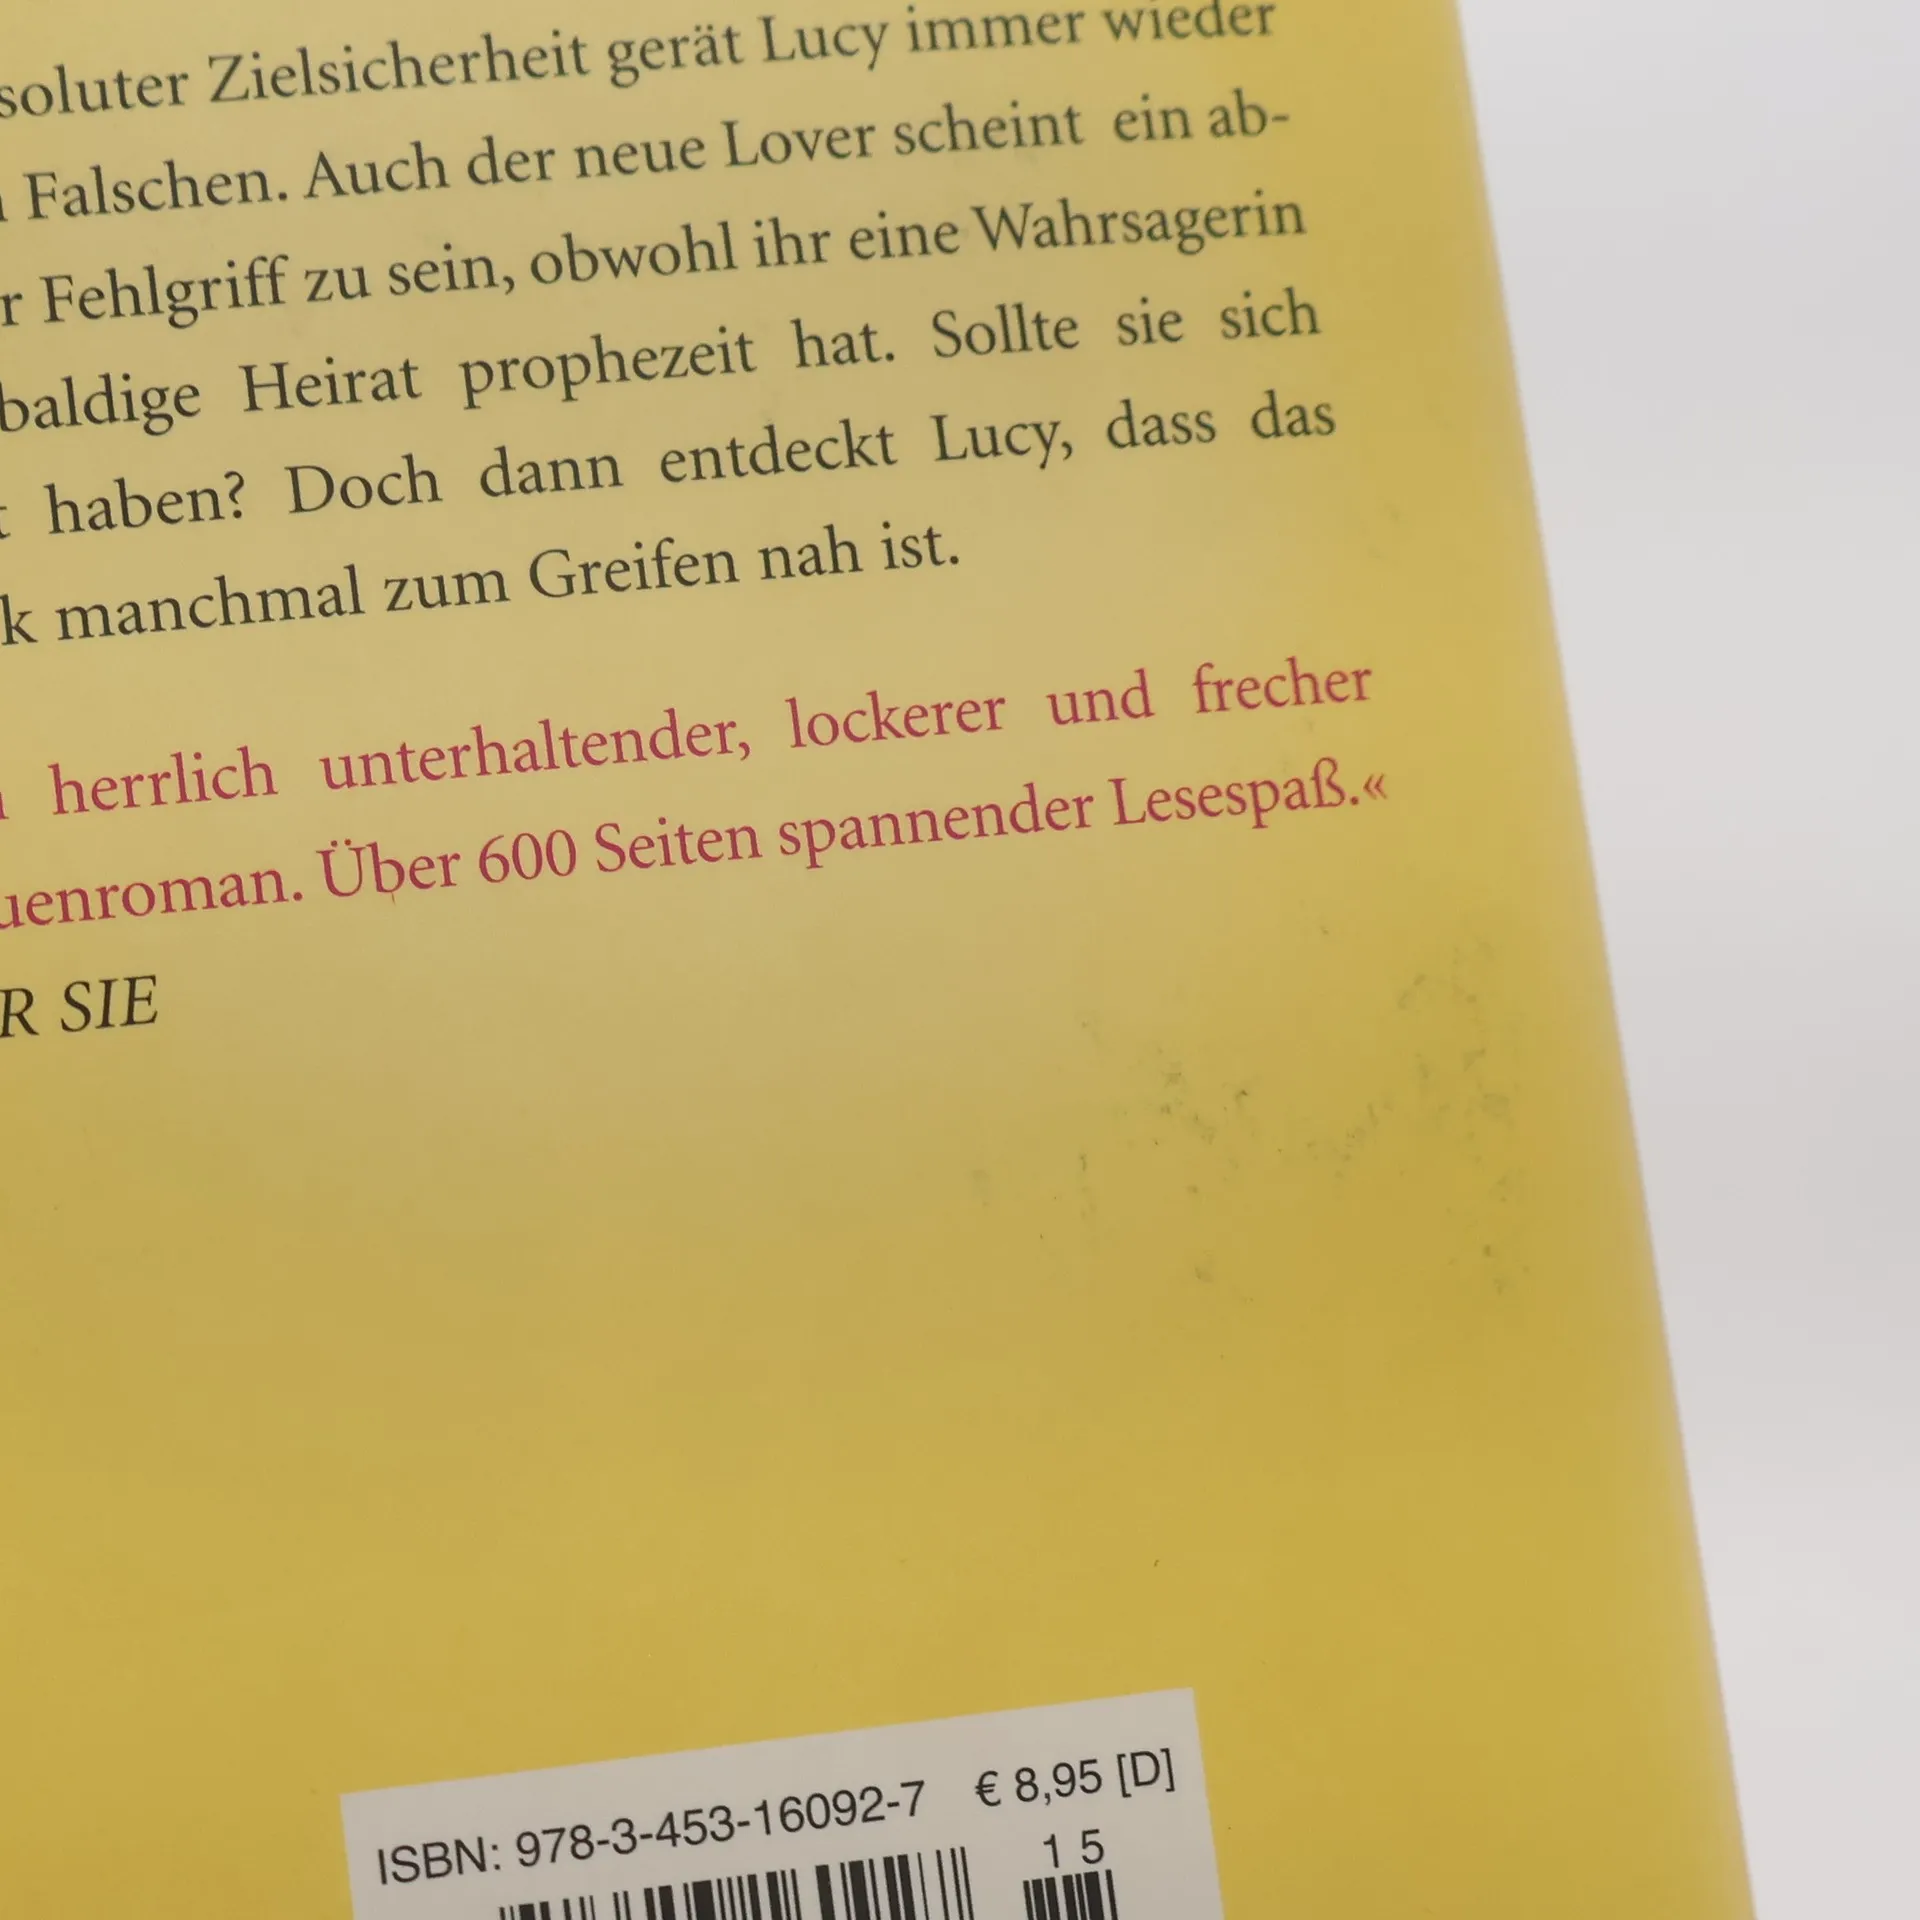 soluter Zielsicherheit gerät Lucy immer wieder
Falschen. Auch der neue Lover scheint ein ab-
r Fehlgriff zu sein, obwohl ihr eine Wahrsagerin
baldige Heirat prophezeit hat. Sollte sie sich
t haben? Doch dann entdeckt Lucy, dass das
k manchmal zum Greifen nah ist.
herrlich unterhaltender, lockerer und frecher
uenroman. Über 600 Seiten spannender Lesespaß.«
R SIE
ISBN: 978-3-453-16092-7 € 8,95 [D]
1 5